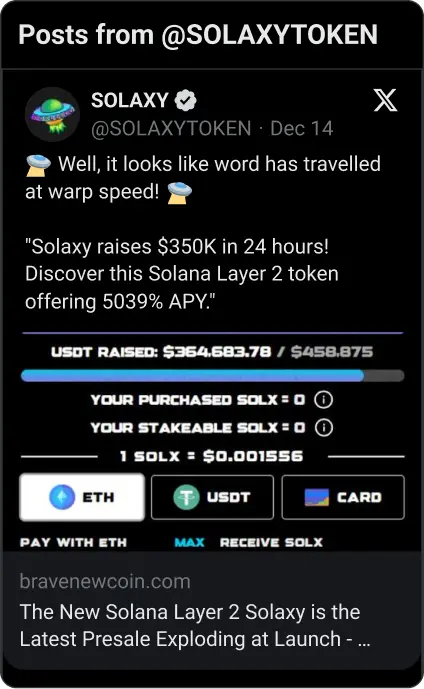 Posts from @SOLAXYTOKEN
SOLAXY
@SOLAXYTOKEN · Dec 14
🛸 Well, it looks like word has travelled
at warp speed! 🛸
"Solaxy raises $350K in 24 hours!
Discover this Solana Layer 2 token
offering 5039% APY."
USDT RAISED: $364.683.78 / $458.875
YOUR PURCHASED SOLX = 0
YOUR STAKEABLE SOLX = 0
1 SOLX = $0.001556
ETH USDT CARD
PAY WITH ETH MAX RECEIVE SOLX
bravenewcoin.com
The New Solana Layer 2 Solaxy is the
Latest Presale Exploding at Launch - ...